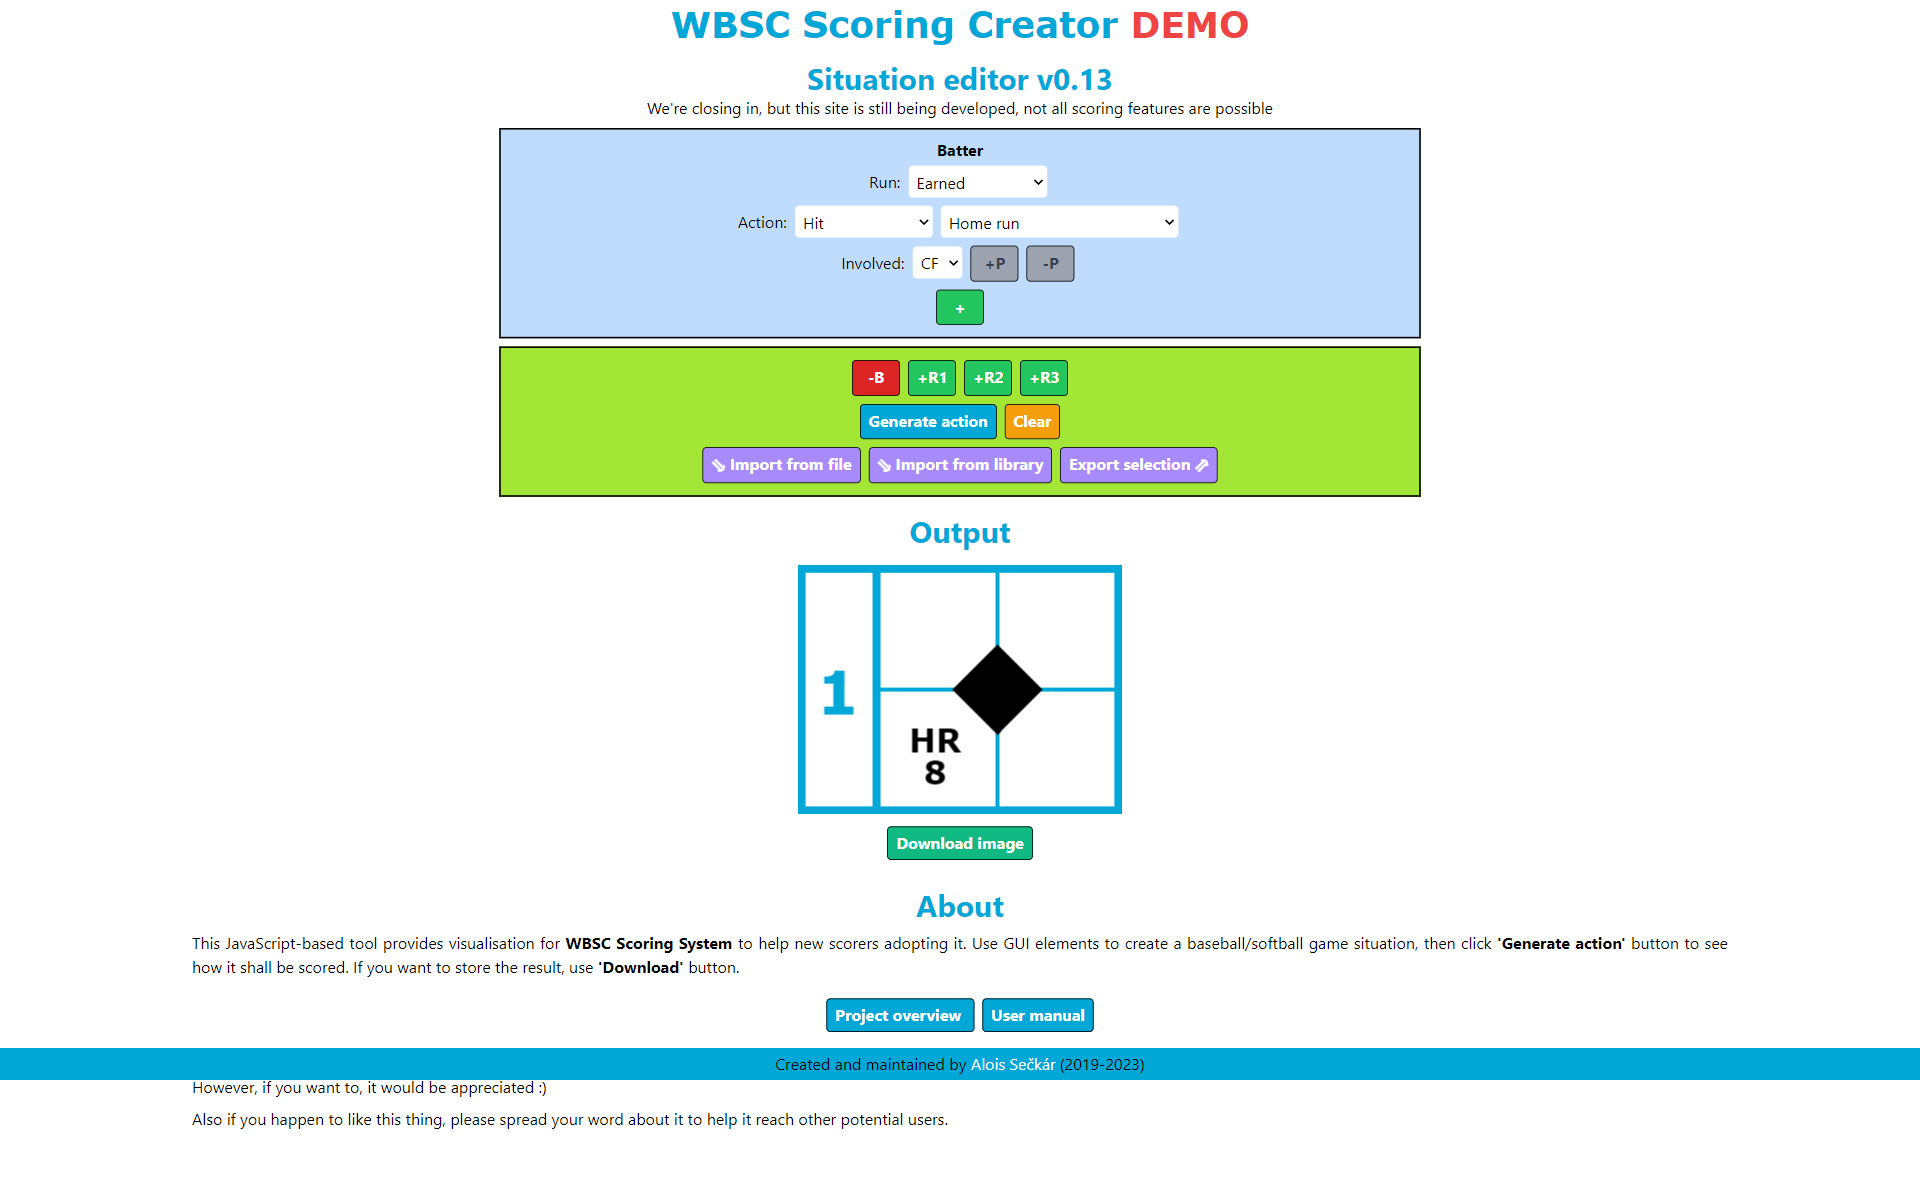 WBSC Scoring Creator DEMO
Situation editor v0.13
We're closing in, but this site is still being developed, not all scoring features are possible
Batter
Run: Earned
Action: Hit Home run
Involved: CF +P -P
+
-B +R1 +R2 +R3
Generate action Clear
⇘ Import from file ⇘ Import from library Export selection ⇗
Output
1
HR
8
Download image
About
This JavaScript-based tool provides visualisation for WBSC Scoring System to help new scorers adopting it. Use GUI elements to create a baseball/softball game situation, then click 'Generate action' button to see
how it shall be scored. If you want to store the result, use 'Download' button.
Project overview User manual
Created and maintained by Alois Sečkár (2019-2023)
However, if you want to, it would be appreciated :)
Also if you happen to like this thing, please spread your word about it to help it reach other potential users.